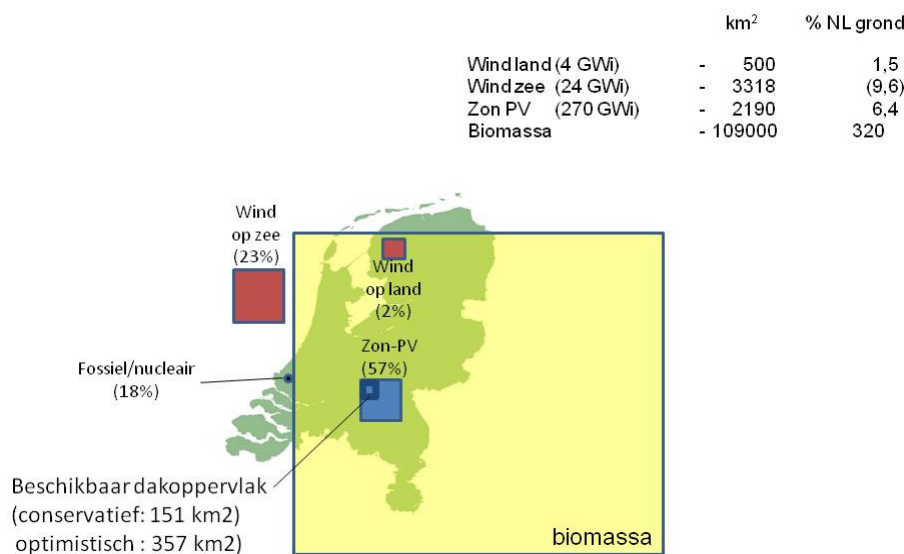 km² % NL grond
Wind land (4 GWi) - 500 1,5
Wind zee (24 GWi) - 3318 (9,6)
Zon PV (270 GWi) - 2190 6,4
Biomassa - 109000 320
Wind
op zee
(23%)
Wind
op land
(2%)
Zon-PV
(57%)
Fossiel/nucleair
(18%)
Beschikbaar dakoppervlak
(conservatief: 151 km2)
optimistisch : 357 km2)
biomassa